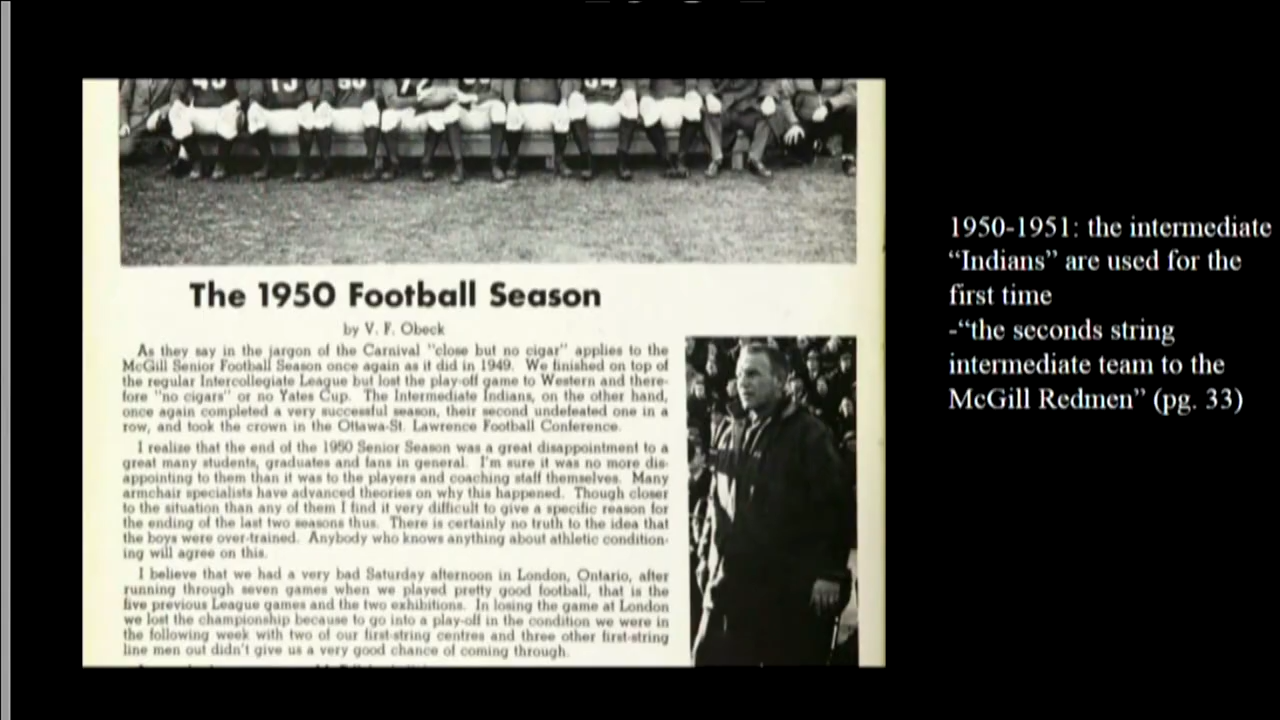 The 1950 Football Season
by V. F. Obeck
As they say in the jargon of the Carnival "close but no cigar" applies to the
McGill Senior Football Season once again as it did in 1949. We finished on top of
the regular Intercollegiate League but lost the play-off game to Western and there-
fore "no cigars" or no Yates Cup. The Intermediate Indians, on the other hand,
once again completed a very successful season, their second undefeated one in a
row, and took the crown in the Ottawa-St. Lawrence Football Conference.
I realize that the end of the 1950 Senior Season was a great disappointment to a
great many students, graduates and fans in general. I'm sure it was no more dis-
appointing to them than it was to the players and coaching staff themselves. Many
armchair specialists have advanced theories on why this happened. Though closer
to the situation than any of them I find it very difficult to give a specific reason for
the ending of the last two seasons thus. There is certainly no truth to the idea that
the boys were over-trained. Anybody who knows anything about athletic condition-
ing will agree on this.
I believe that we had a very bad Saturday afternoon in London, Ontario, after
running through seven games when we played pretty good football, that is the
five previous League games and the two exhibitions. In losing the game at London
we lost the championship because to go into a play-off in the condition we were in
the following week with two of our first-string centres and three other first-string
line men out didn't give us a very good chance of coming through.
1950-1951: the intermediate
“Indians” are used for the
first time
-“the seconds string
intermediate team to the
McGill Redmen” (pg. 33)